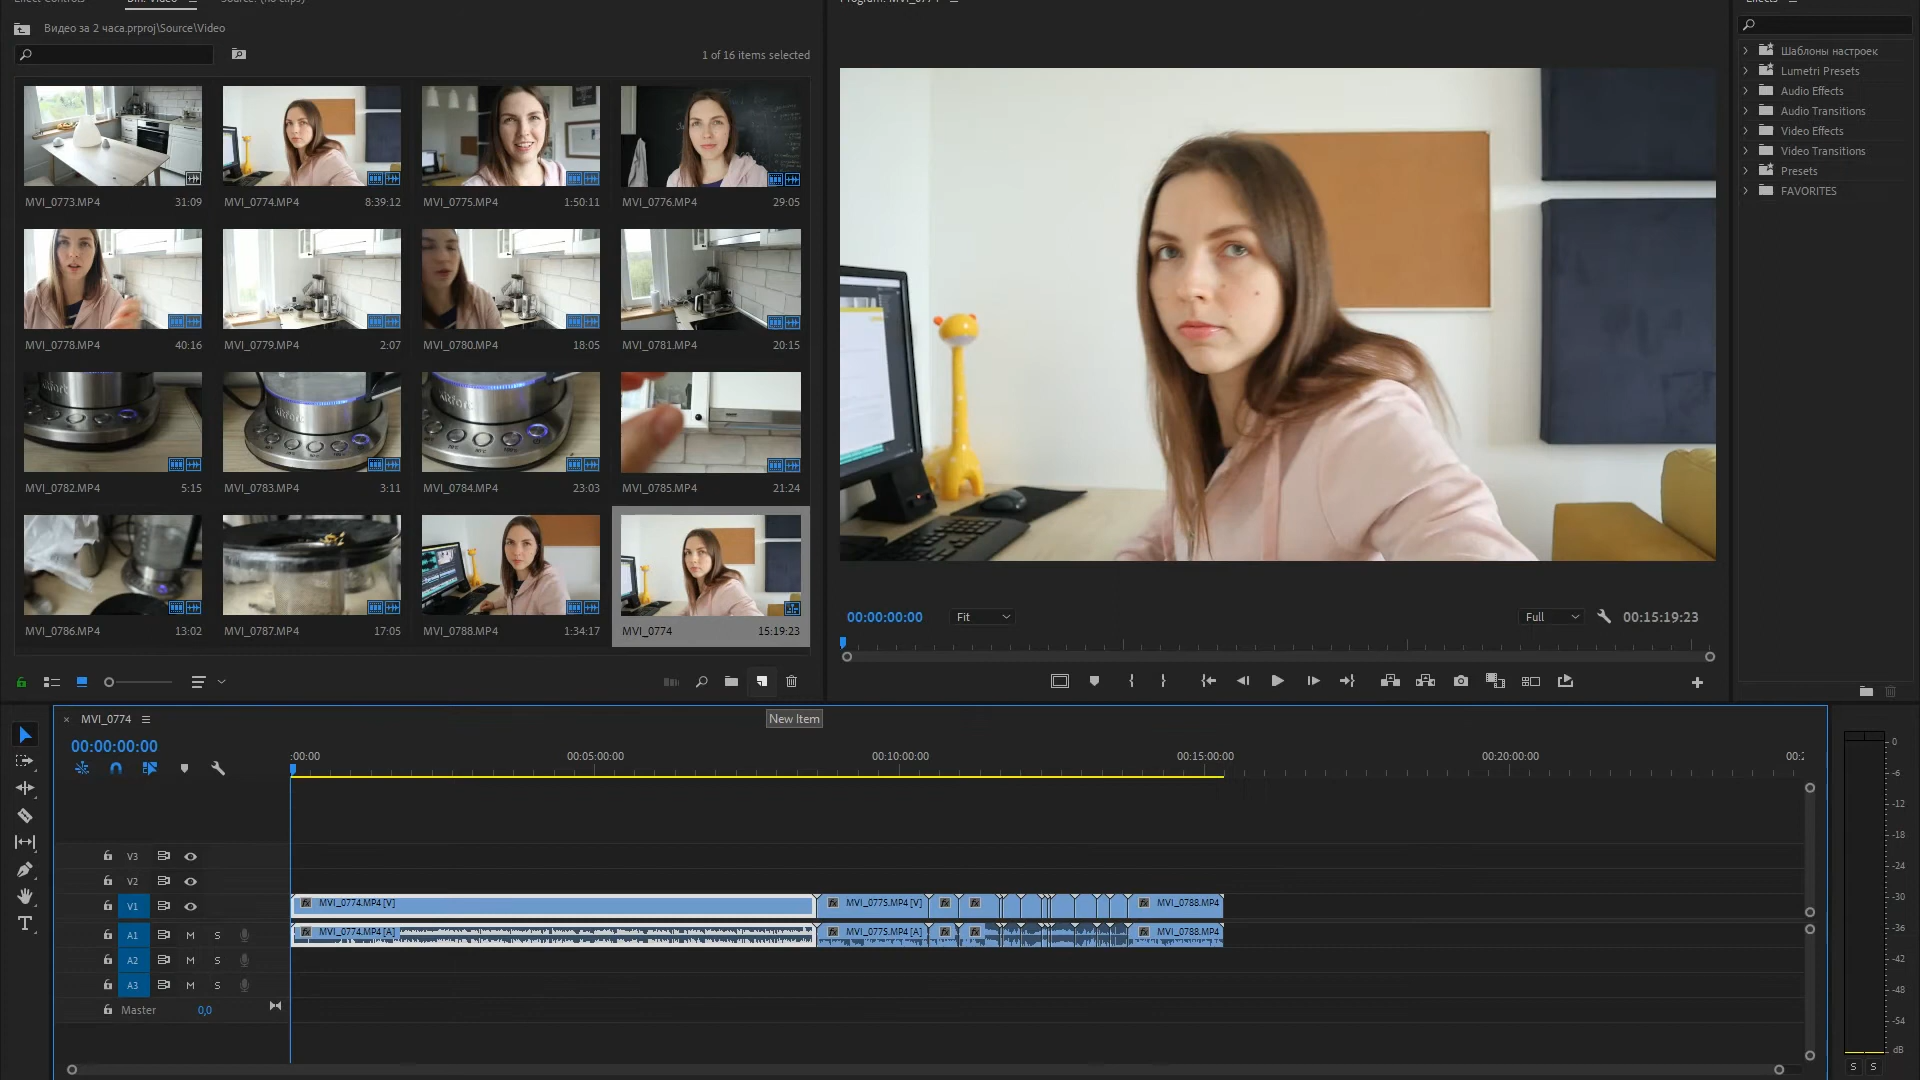 Effect Controls
Bin: Video
Source: (no clips)
Program: MVI_0774
Effects
Видео за 2 часа.prproj\Source\Video
1 of 16 items selected
MVI_0773.MP4 31:09
MVI_0774.MP4 8:39:12
MVI_0775.MP4 1:50:11
MVI_0776.MP4 29:05
MVI_0778.MP4 40:16
MVI_0779.MP4 2:07
MVI_0780.MP4 18:05
MVI_0781.MP4 20:15
MVI_0782.MP4 5:15
MVI_0783.MP4 3:11
MVI_0784.MP4 23:03
MVI_0785.MP4 21:24
MVI_0786.MP4 13:02
MVI_0787.MP4 17:05
MVI_0788.MP4 1:34:17
MVI_0774 15:19:23
New Item
00:00:00:00
Fit
Full
00:15:19:23
Шаблоны настроек
Lumetri Presets
Audio Effects
Audio Transitions
Video Effects
Video Transitions
Presets
FAVORITES
× MVI_0774
00:00:00:00
:00:00 00:05:00:00 00:10:00:00 00:15:00:00 00:20:00:00 00:2
V3
V2
V1
MVI_0774.MP4 [V] MVI_0775.MP4 [V] MVI_0788.MP4
A1 M S
MVI_0774.MP4 [A] MVI_0775.MP4 [A] MVI_0788.MP4
A2 M S
A3 M S
Master 0,0
0
-6
-12
-18
-24
-30
-36
-42
-48
-54
dB
S S